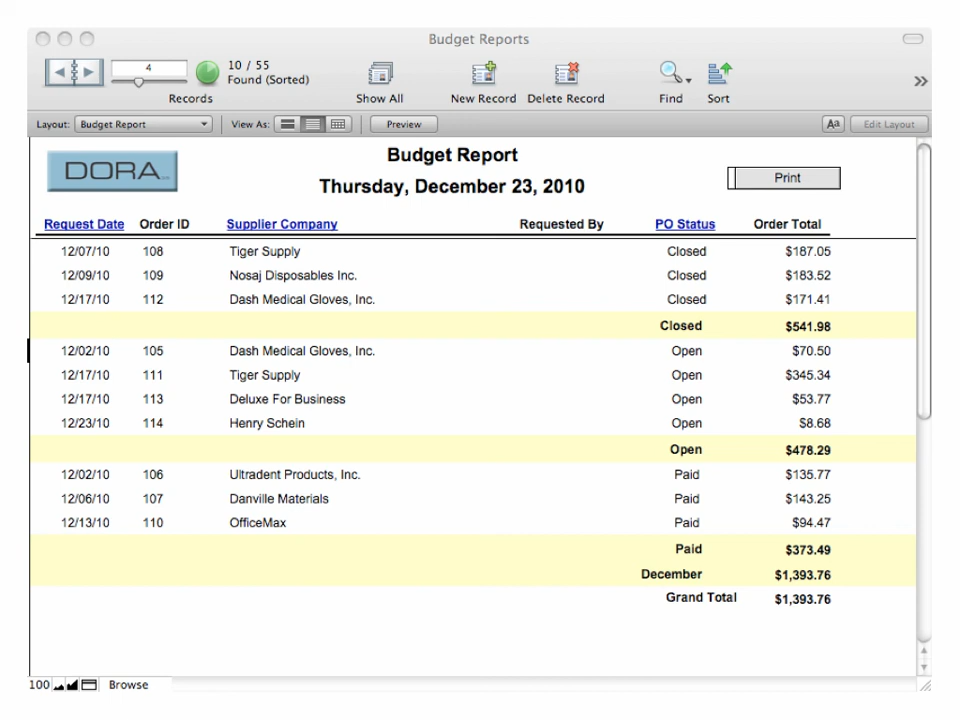 Budget Reports
4
10 / 55
Found (Sorted)
Records
Show All
New Record
Delete Record
Find
Sort
Layout: Budget Report
View As:
Preview
Aa
Edit Layout
DORA
Budget Report
Thursday, December 23, 2010
Print
Request Date Order ID Supplier Company Requested By PO Status Order Total
12/07/10 108 Tiger Supply Closed $187.05
12/09/10 109 Nosaj Disposables Inc. Closed $183.52
12/17/10 112 Dash Medical Gloves, Inc. Closed $171.41
Closed $541.98
12/02/10 105 Dash Medical Gloves, Inc. Open $70.50
12/17/10 111 Tiger Supply Open $345.34
12/17/10 113 Deluxe For Business Open $53.77
12/23/10 114 Henry Schein Open $8.68
Open $478.29
12/02/10 106 Ultradent Products, Inc. Paid $135.77
12/06/10 107 Danville Materials Paid $143.25
12/13/10 110 OfficeMax Paid $94.47
Paid $373.49
December $1,393.76
Grand Total $1,393.76
100 Browse